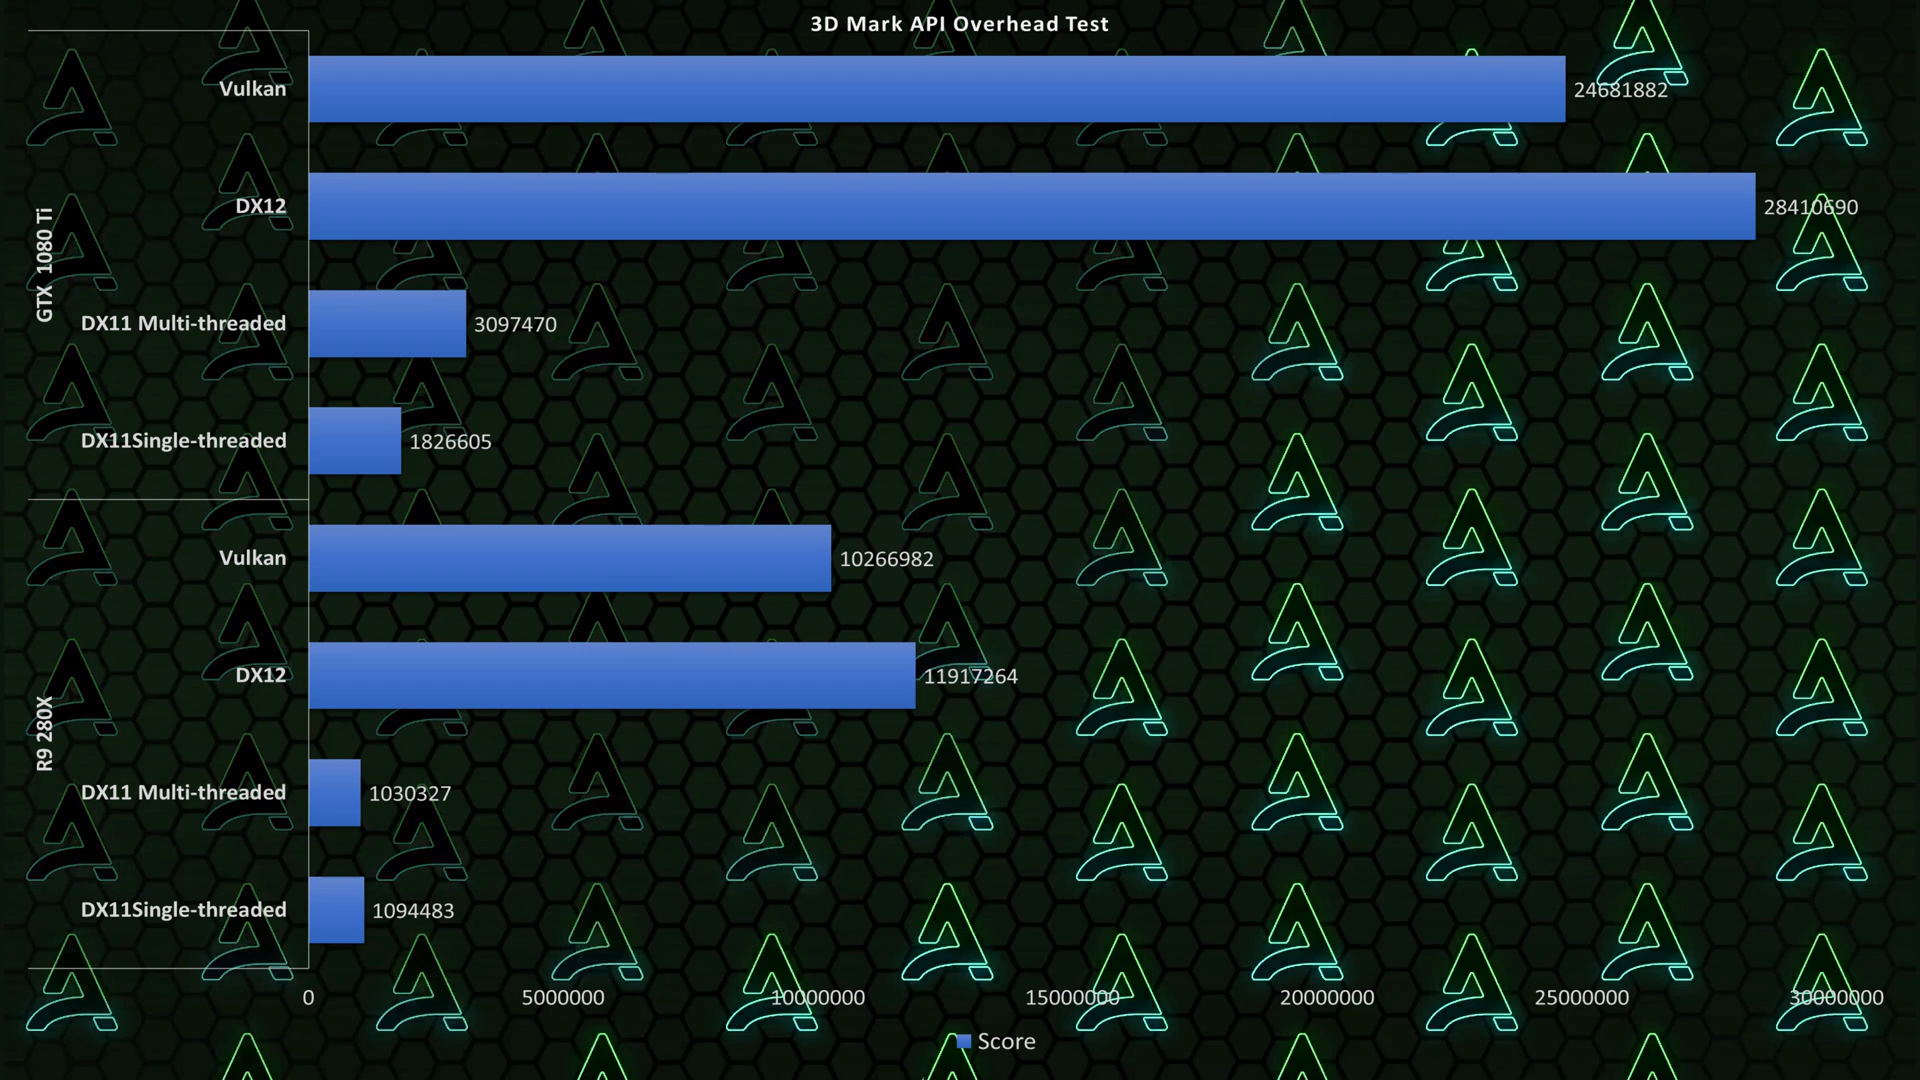 3D Mark API Overhead Test
GTX 1080 Ti
Vulkan
24681882
DX12
28410690
DX11 Multi-threaded
3097470
DX11Single-threaded
1826605
R9 280X
Vulkan
10266982
DX12
11917264
DX11 Multi-threaded
1030327
DX11Single-threaded
1094483
0 5000000 10000000 15000000 20000000 25000000 30000000
Score